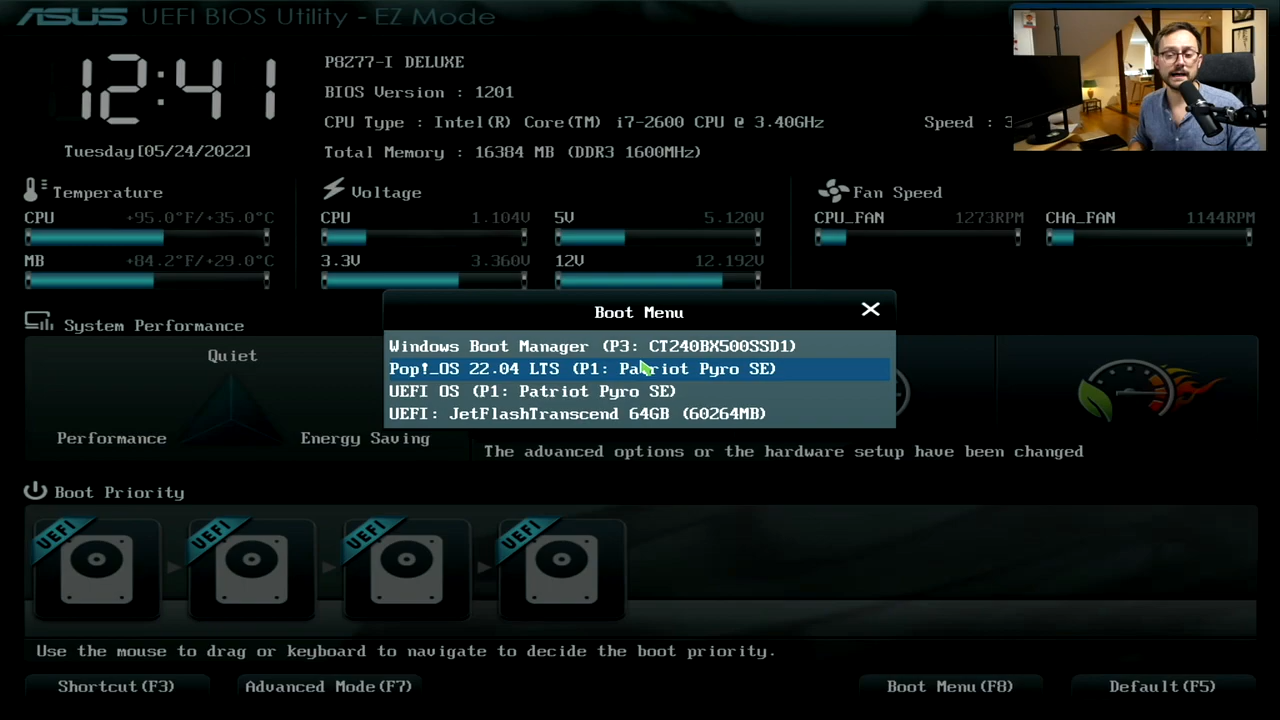 ASUS UEFI BIOS Utility - EZ Mode
12:41
Tuesday[05/24/2022]
P8Z77-I DELUXE
BIOS Version : 1201
CPU Type : Intel(R) Core(TM) i7-2600 CPU @ 3.40GHz
Speed : 3
Total Memory : 16384 MB (DDR3 1600MHz)
Temperature
CPU +95.0°F/+35.0°C
MB +84.2°F/+29.0°C
Voltage
CPU 1.104V 5V 5.120V
3.3V 3.360V 12V 12.192V
Fan Speed
CPU_FAN 1273RPM CHA_FAN 1144RPM
Boot Menu
Windows Boot Manager (P3: CT240BX500SSD1)
Pop!_OS 22.04 LTS (P1: Patriot Pyro SE)
UEFI OS (P1: Patriot Pyro SE)
UEFI: JetFlashTranscend 64GB (60264MB)
System Performance
Quiet
Performance
Energy Saving
The advanced options or the hardware setup have been changed
Boot Priority
UEFI
UEFI
UEFI
UEFI
Use the mouse to drag or keyboard to navigate to decide the boot priority.
Shortcut(F3)
Advanced Mode(F7)
Boot Menu(F8)
Default(F5)